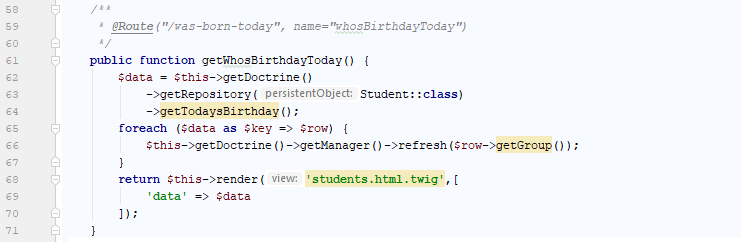 58 /**
59 * @Route("/was-born-today", name="whosBirthdayToday")
60 */
61 public function getWhosBirthdayToday() {
62 $data = $this->getDoctrine()
63 ->getRepository( persistentObject: Student::class)
64 ->getTodaysBirthday();
65 foreach ($data as $key => $row) {
66 $this->getDoctrine()->getManager()->refresh($row->getGroup());
67 }
68 return $this->render( view: 'students.html.twig',[
69 'data' => $data
70 ]);
71 }